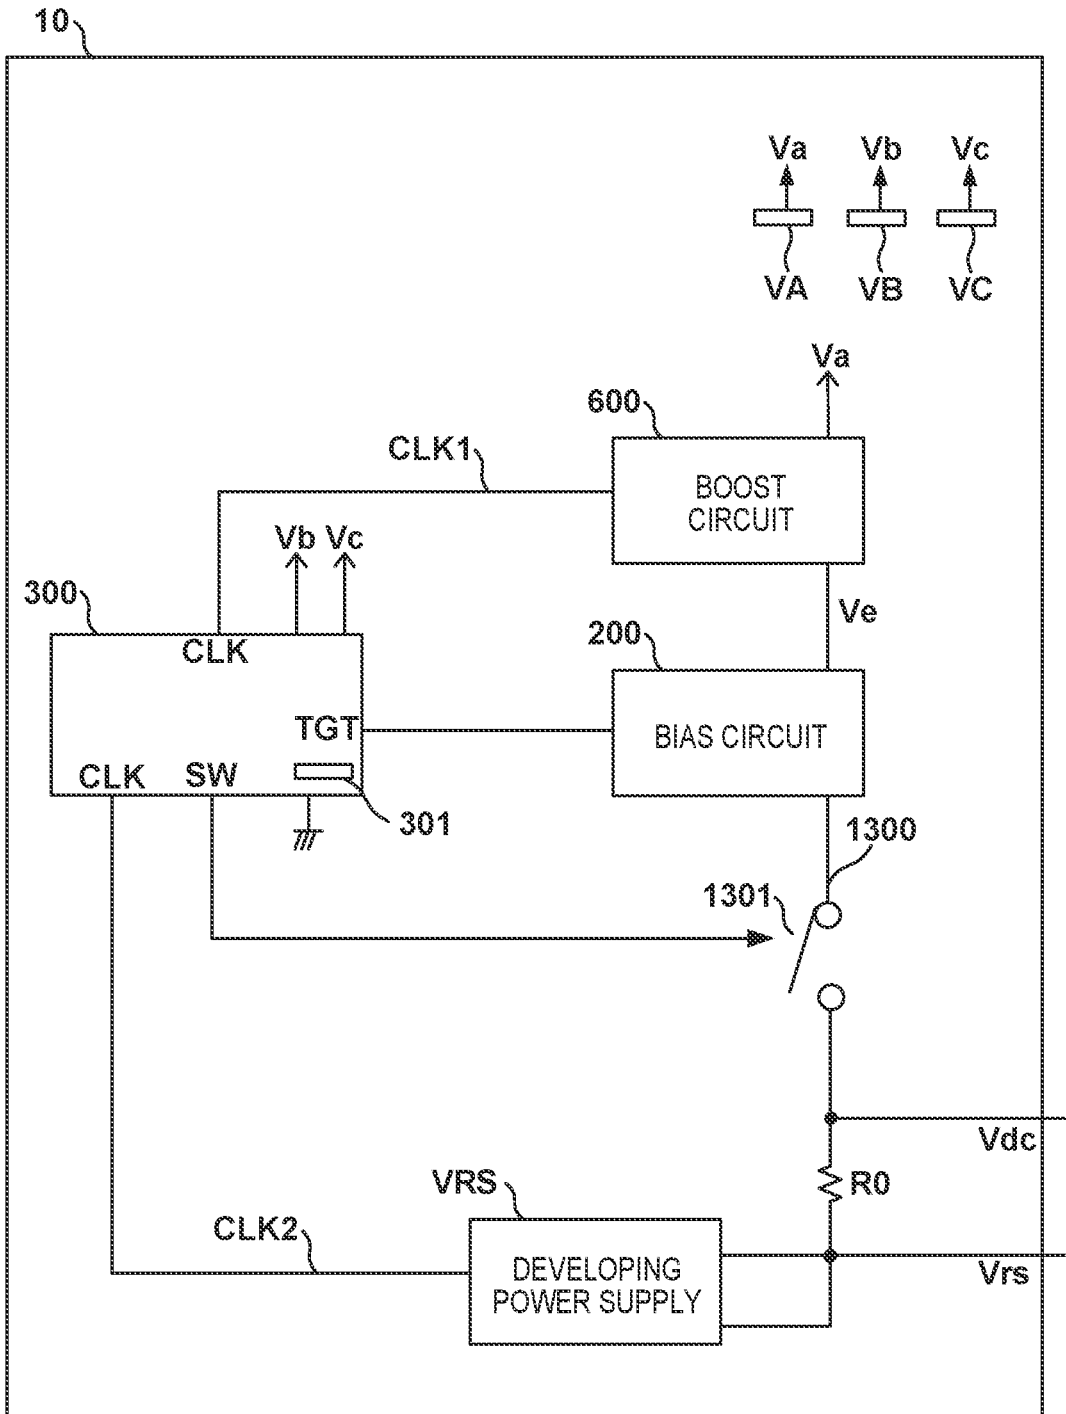 10
Va Vb Vc
VA VB VC
Va
600
CLK1
BOOST
CIRCUIT
Vb Vc
300
Ve
CLK
200
TGT
BIAS CIRCUIT
CLK SW
301
1300
1301
Vdc
R0
VRS
CLK2
Vrs
DEVELOPING
POWER SUPPLY